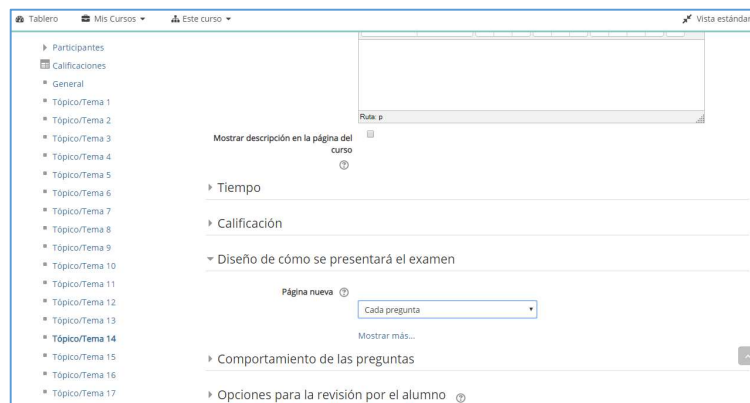 Tablero
Mis Cursos
Este curso
Vista estándar
Participantes
Calificaciones
General
Tópico/Tema 1
Tópico/Tema 2
Tópico/Tema 3
Tópico/Tema 4
Tópico/Tema 5
Tópico/Tema 6
Tópico/Tema 7
Tópico/Tema 8
Tópico/Tema 9
Tópico/Tema 10
Tópico/Tema 11
Tópico/Tema 12
Tópico/Tema 13
Tópico/Tema 14
Tópico/Tema 15
Tópico/Tema 16
Tópico/Tema 17
Ruta: p
Mostrar descripción en la página del
curso
Tiempo
Calificación
Diseño de cómo se presentará el examen
Página nueva
Cada pregunta
Mostrar más...
Comportamiento de las preguntas
Opciones para la revisión por el alumno